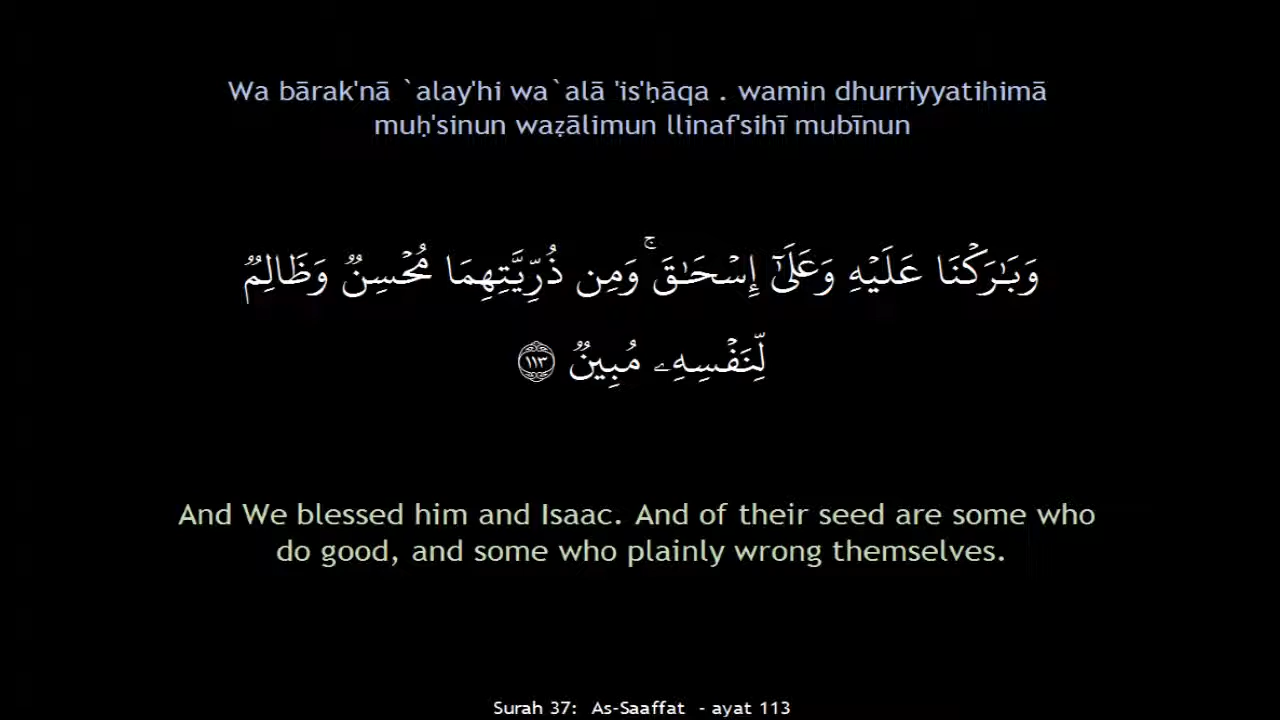 Wa bārak'nā `alay'hi wa`alā 'is'ḥāqa . wamin dhurriyyatihimā
muḥ'sinun waẓālimun llinaf'sihī mubīnun
وَبَـٰرَكْنَا عَلَيْهِ وَعَلَىٰٓ إِسْحَـٰقَ ۚ وَمِن ذُرِّيَّتِهِمَا مُحْسِنٌ وَظَالِمٌ
لِّنَفْسِهِۦ مُبِينٌ ١١٣
And We blessed him and Isaac. And of their seed are some who
do good, and some who plainly wrong themselves.
Surah 37: As-Saaffat - ayat 113